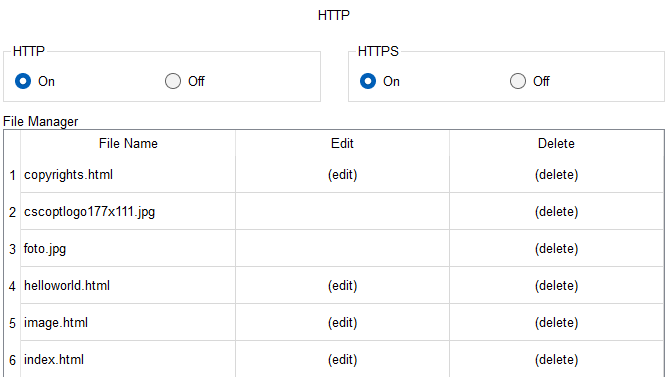 HTTP
HTTP HTTPS
On Off On Off
File Manager
File Name Edit Delete
1 copyrights.html (edit) (delete)
2 cscoptlogo177x111.jpg (delete)
3 foto.jpg (delete)
4 helloworld.html (edit) (delete)
5 image.html (edit) (delete)
6 index.html (edit) (delete)